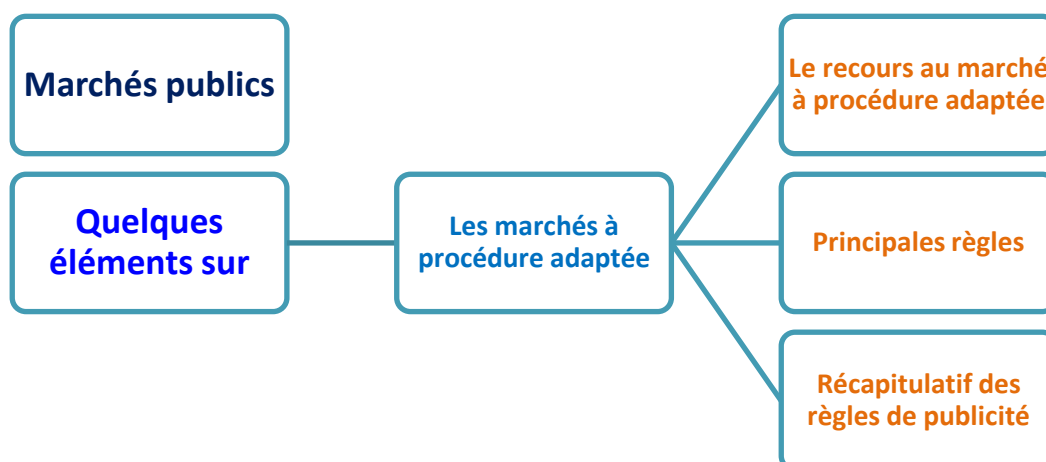 Marchés publics
Quelques
éléments sur
Les marchés à
procédure adaptée
Le recours au marché
à procédure adaptée
Principales règles
Récapitulatif des
règles de publicité